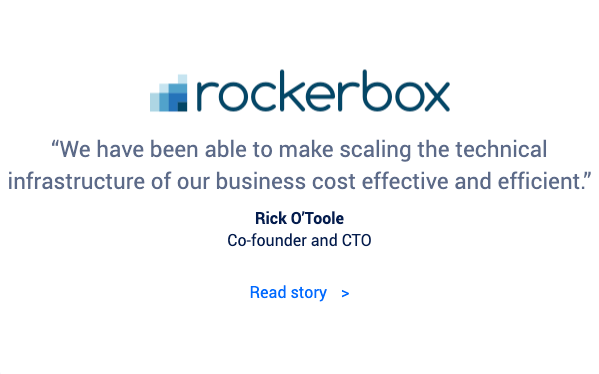 rockerbox
“We have been able to make scaling the technical
infrastructure of our business cost effective and efficient.”
Rick O’Toole
Co-founder and CTO
Read story >